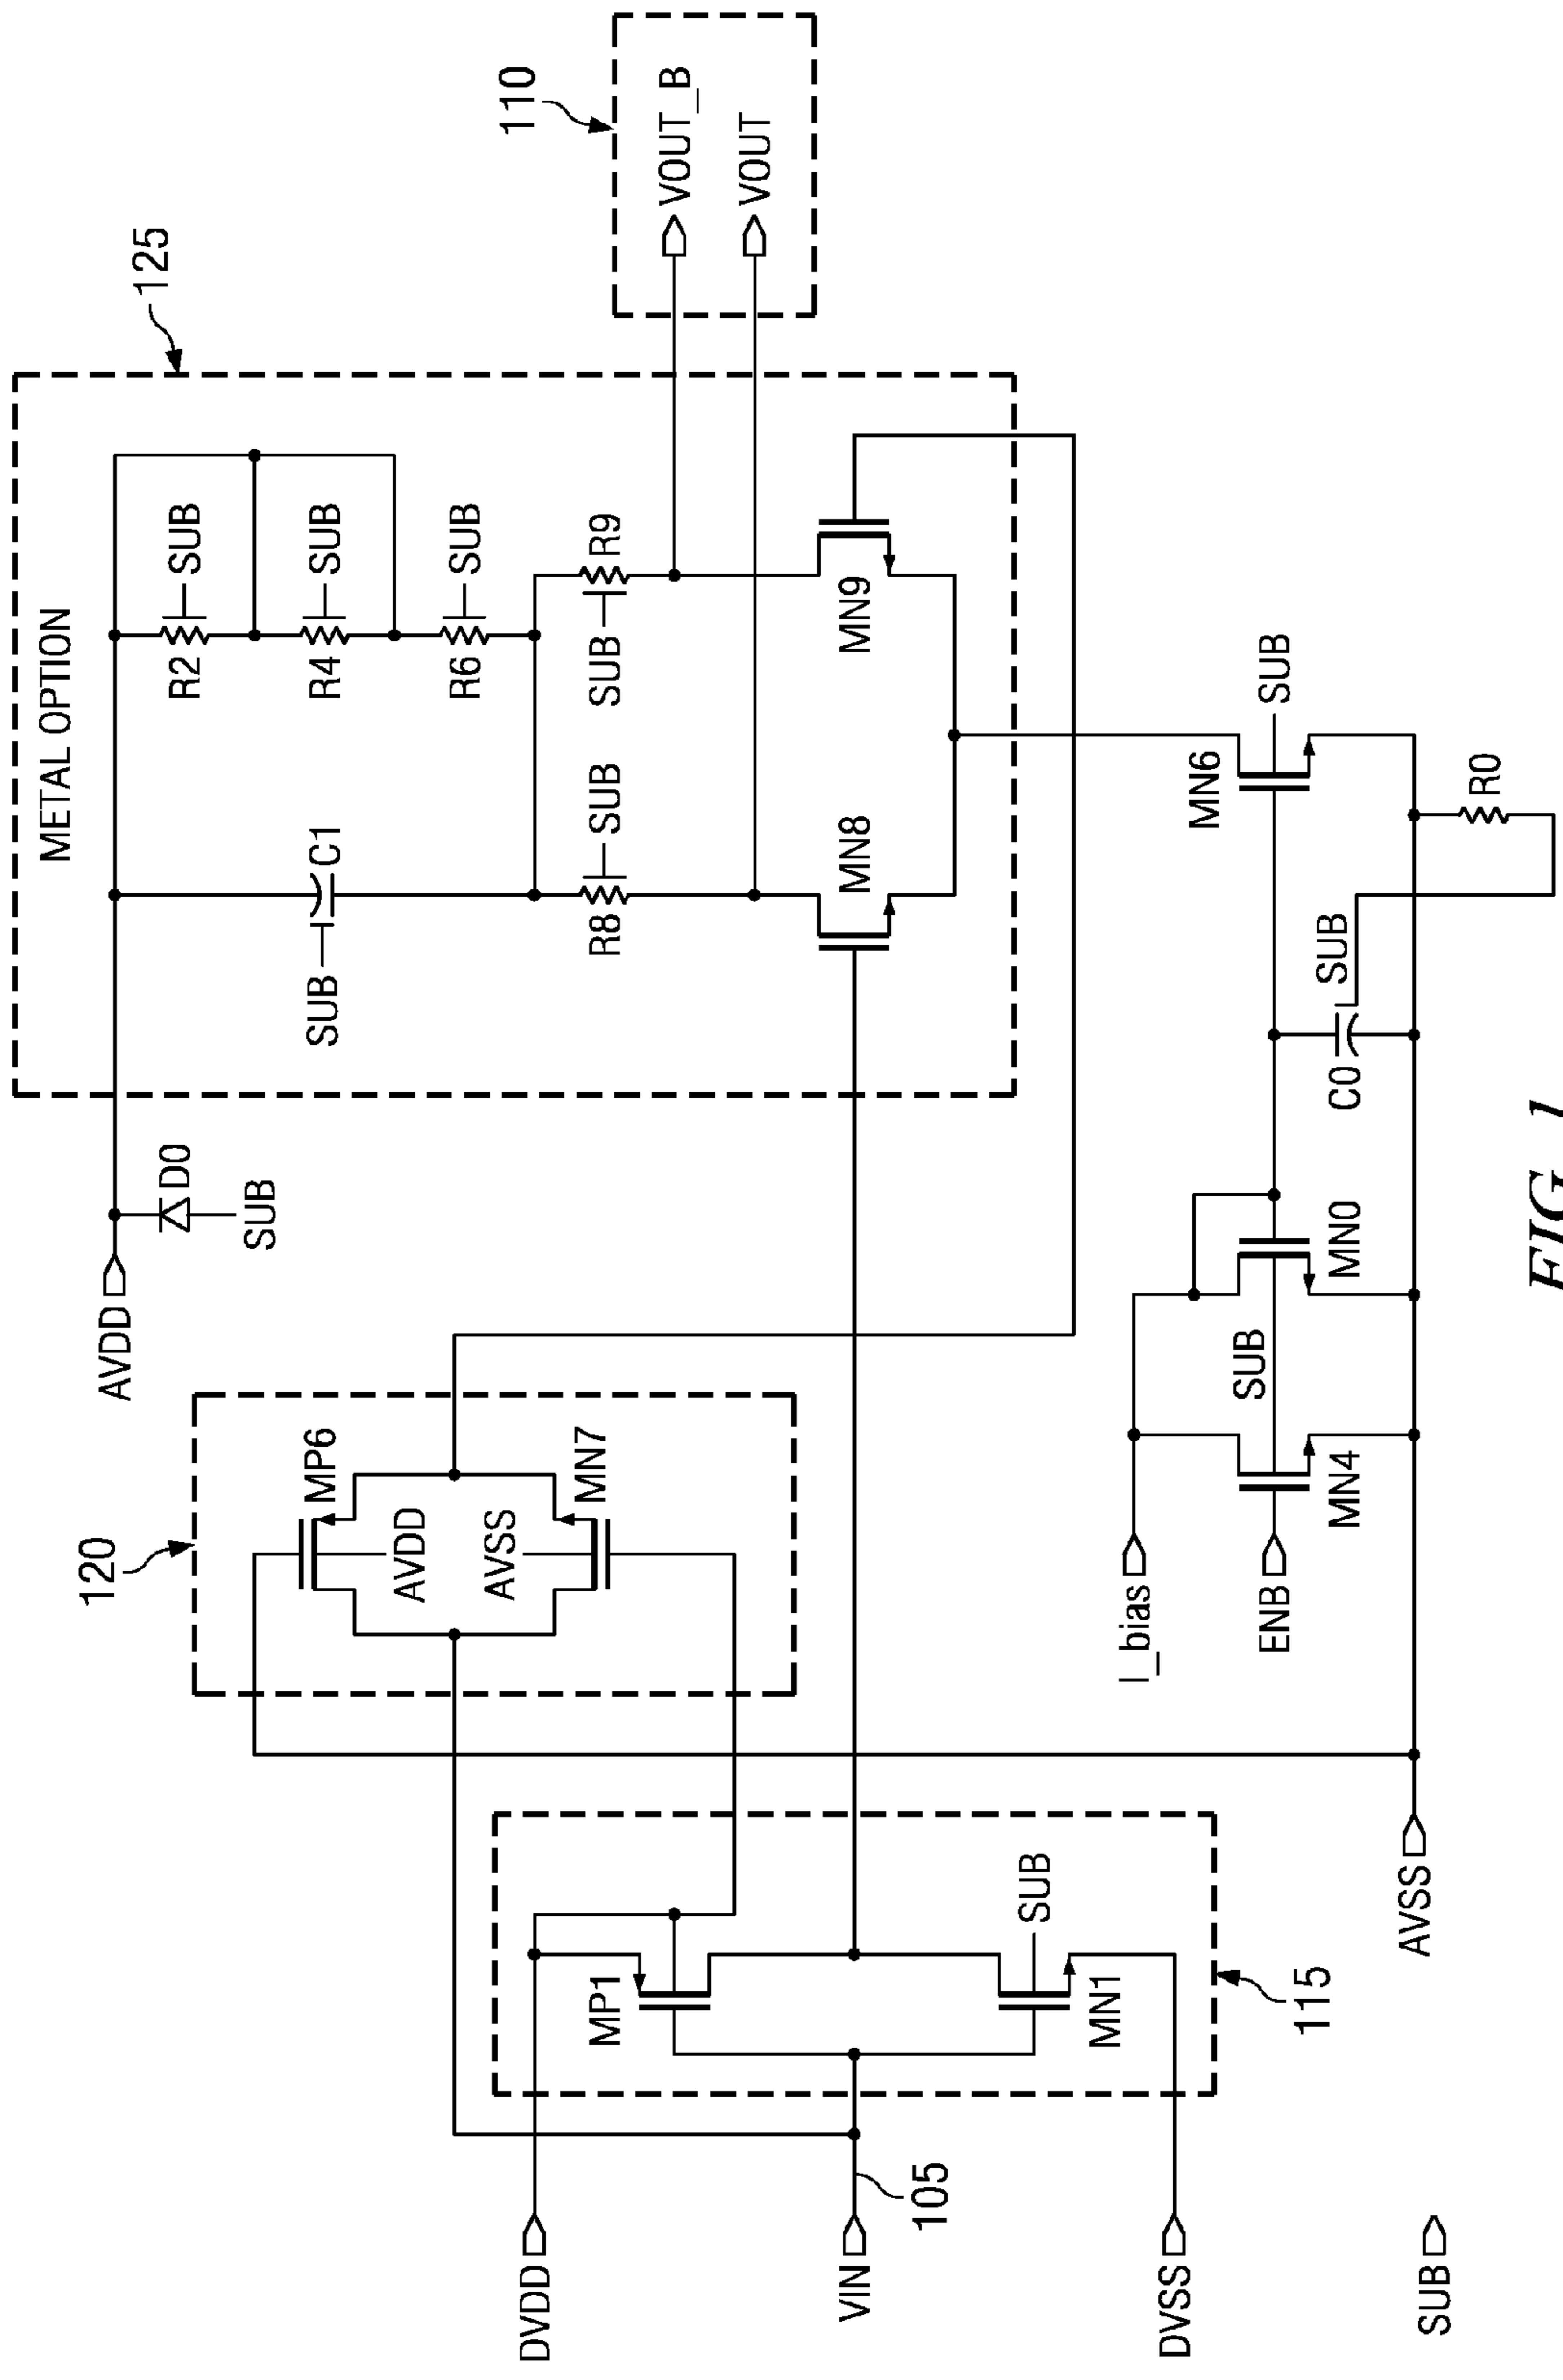 METAL OPTION
125
AVDD
D0
SUB
SUB
C1
R2
SUB
R4
SUB
R6
SUB
R8
SUB
SUB
R9
110
VOUT_B
VOUT
MN8
MN9
120
MP6
AVDD
AVSS
MN7
DVDD
VIN
105
DVSS
MP1
SUB
MN1
115
I_bias
ENB
SUB
MN4
MN0
C0
SUB
MN6
SUB
R0
AVSS
SUB
FIG. 1